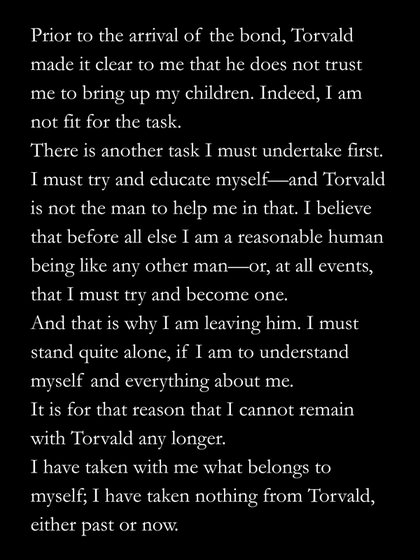 Prior to the arrival of the bond, Torvald
made it clear to me that he does not trust
me to bring up my children. Indeed, I am
not fit for the task.
There is another task I must undertake first.
I must try and educate myself—and Torvald
is not the man to help me in that. I believe
that before all else I am a reasonable human
being like any other man—or, at all events,
that I must try and become one.
And that is why I am leaving him. I must
stand quite alone, if I am to understand
myself and everything about me.
It is for that reason that I cannot remain
with Torvald any longer.
I have taken with me what belongs to
myself; I have taken nothing from Torvald,
either past or now.